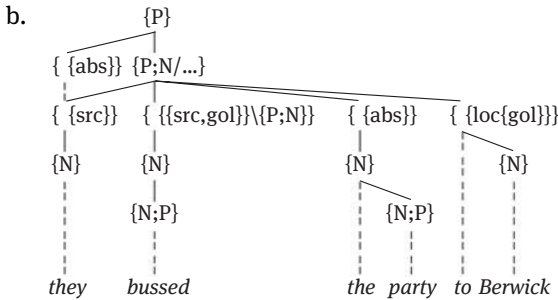 b. {P}
{ {abs}} {P;N/...}
{ {src}} { {{src,gol}}\{P;N}} { {abs}} { {loc{gol}}}
{N} {N} {N} {N}
{N;P} {N;P}
they bussed the party to Berwick